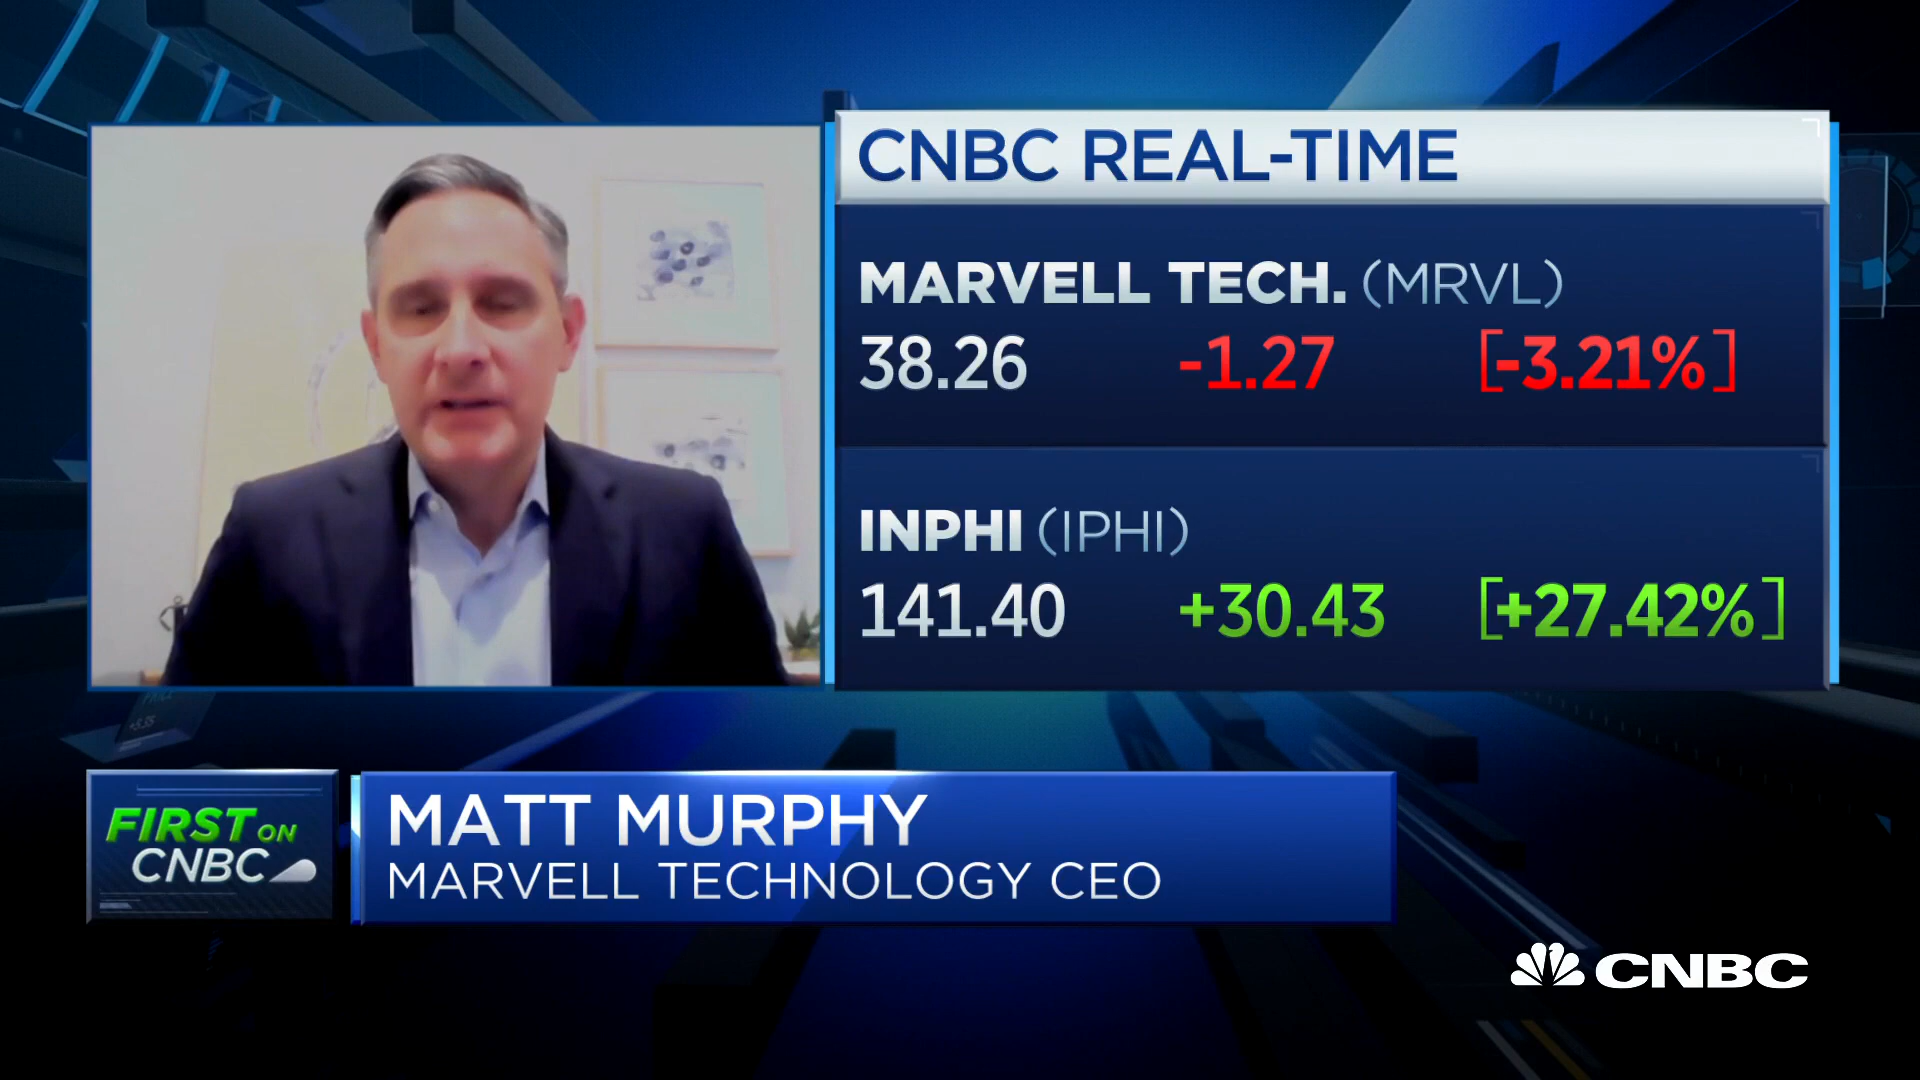 CNBC REAL-TIME
MARVELL TECH. (MRVL)
38.26 -1.27 [-3.21%]
INPHI (IPHI)
141.40 +30.43 [+27.42%]
FIRST ON
CNBC
MATT MURPHY
MARVELL TECHNOLOGY CEO
CNBC